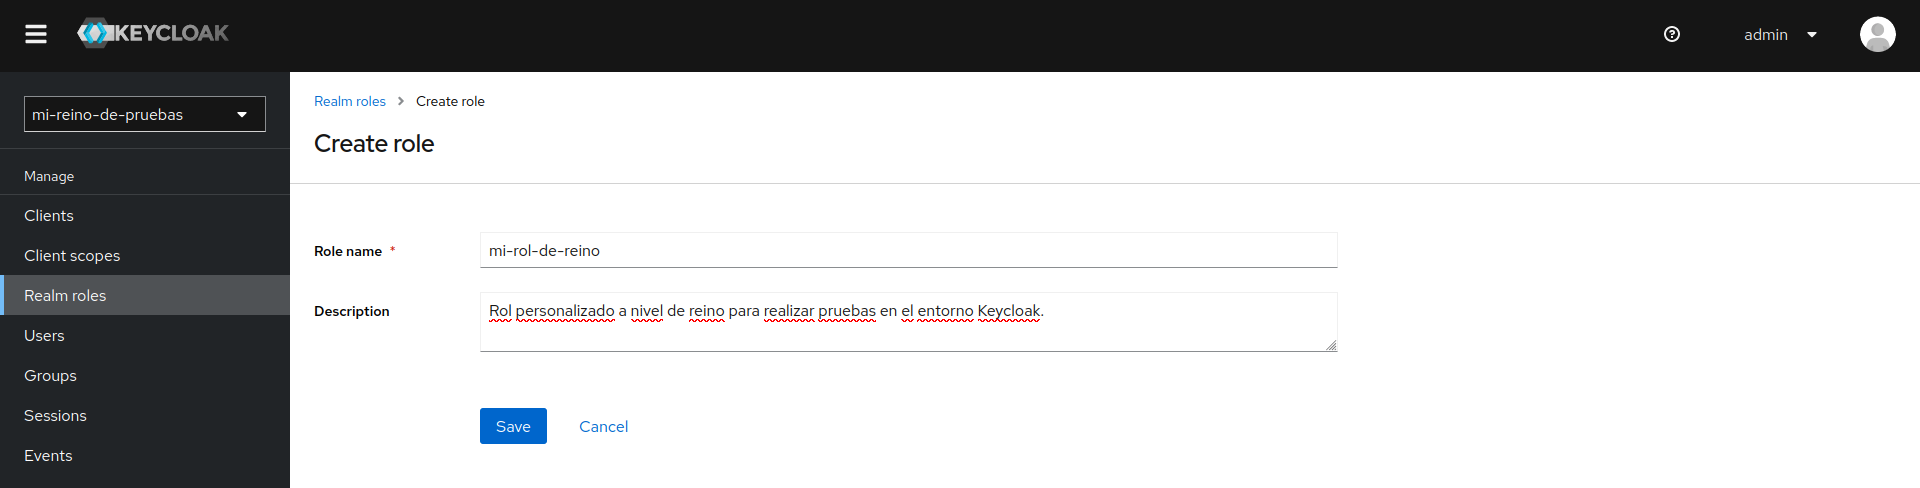 KEYCLOAK
admin
mi-reino-de-pruebas
Manage
Clients
Client scopes
Realm roles
Users
Groups
Sessions
Events
Realm roles > Create role
Create role
Role name *
mi-rol-de-reino
Description
Rol personalizado a nivel de reino para realizar pruebas en el entorno Keycloak.
Save Cancel